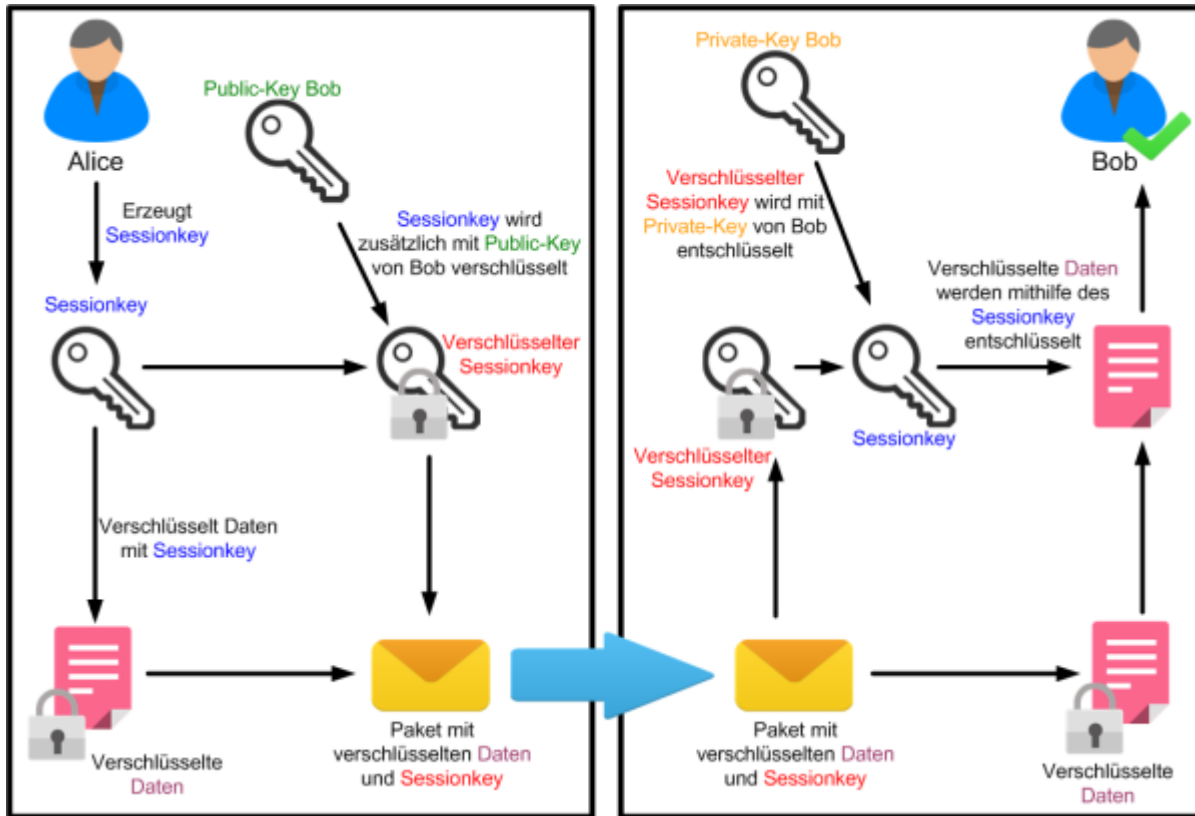 Alice
Public-Key Bob
Erzeugt
Sessionkey
Sessionkey wird
zusätzlich mit Public-Key
von Bob verschlüsselt
Sessionkey
Verschlüsselter
Sessionkey
Verschlüsselt Daten
mit Sessionkey
Verschlüsselte
Daten
Paket mit
verschlüsselten Daten
und Sessionkey
Private-Key Bob
Bob
Verschlüsselter
Sessionkey wird mit
Private-Key von Bob
entschlüsselt
Verschlüsselte Daten
werden mithilfe des
Sessionkey
entschlüsselt
Sessionkey
Verschlüsselter
Sessionkey
Paket mit
verschlüsselten Daten
und Sessionkey
Verschlüsselte
Daten